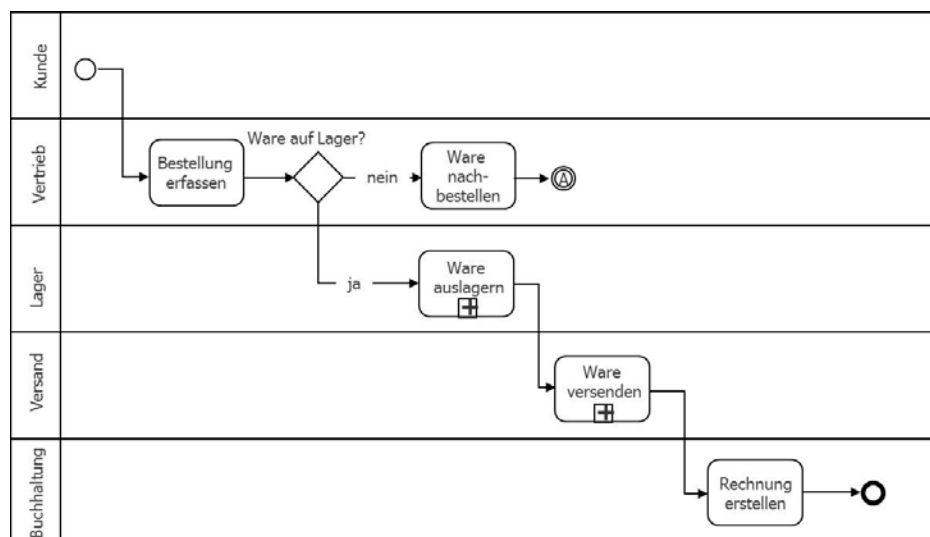 Kunde
Vertrieb
Bestellung
erfassen
Ware auf Lager?
nein
Ware
nach-
bestellen
A
Lager
ja
Ware
auslagern
Versand
Ware
versenden
Buchhaltung
Rechnung
erstellen